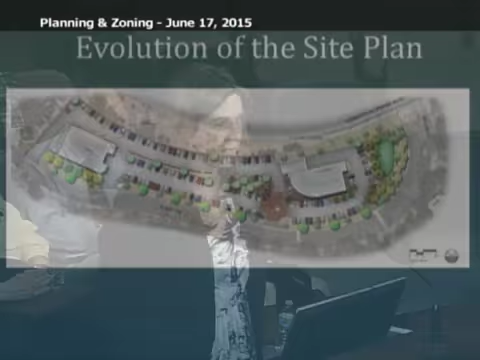 Planning & Zoning - June 17, 2015
Evolution of the Site Plan